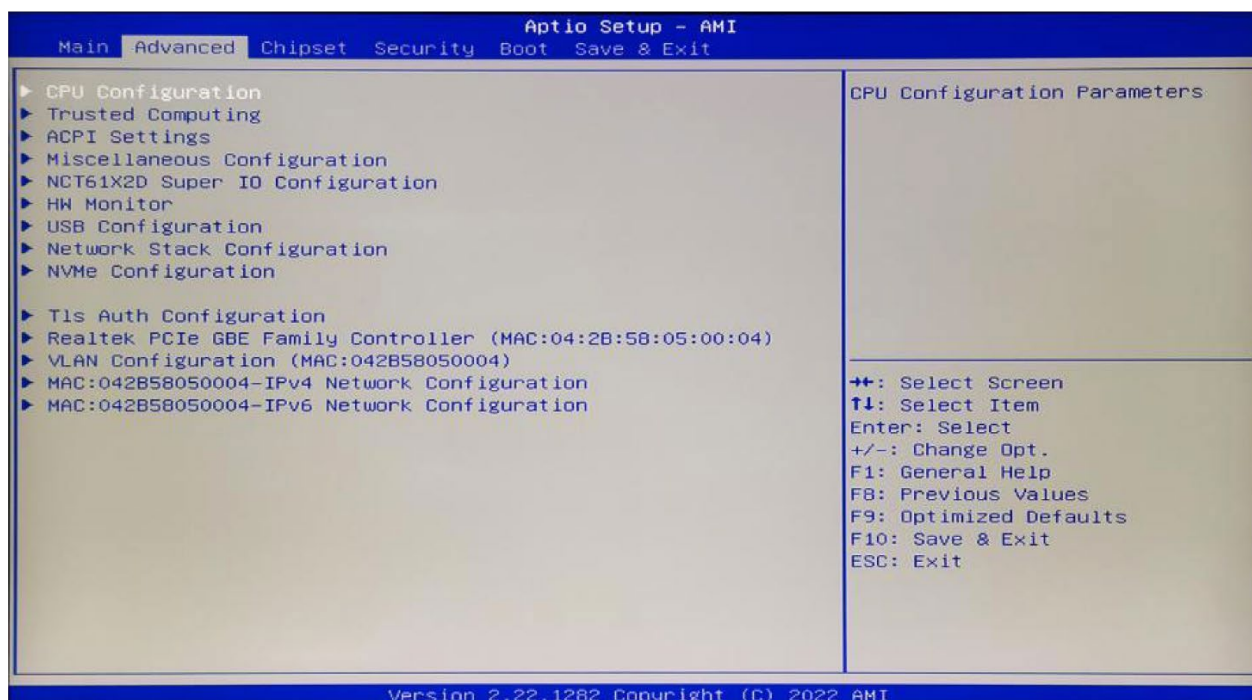 Aptio Setup – AMI
Main Advanced Chipset Security Boot Save & Exit
▶ CPU Configuration
▶ Trusted Computing
▶ ACPI Settings
▶ Miscellaneous Configuration
▶ NCT61X2D Super IO Configuration
▶ HW Monitor
▶ USB Configuration
▶ Network Stack Configuration
▶ NVMe Configuration
▶ Tls Auth Configuration
▶ Realtek PCIe GBE Family Controller (MAC:04:2B:58:05:00:04)
▶ VLAN Configuration (MAC:042B58050004)
▶ MAC:042B58050004-IPv4 Network Configuration
▶ MAC:042B58050004-IPv6 Network Configuration
CPU Configuration Parameters
→←: Select Screen
↑↓: Select Item
Enter: Select
+/-: Change Opt.
F1: General Help
F8: Previous Values
F9: Optimized Defaults
F10: Save & Exit
ESC: Exit
Version 2.22.1282 Copyright (C) 2022 AMI